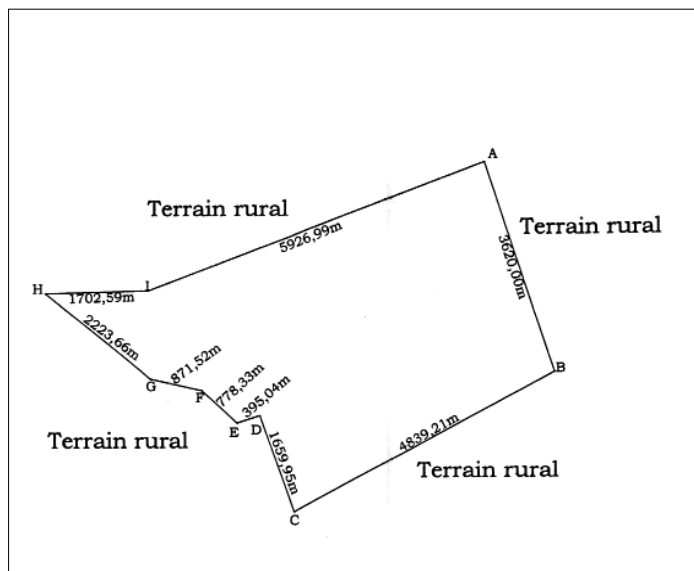 A
Terrain rural
5926,99m
Terrain rural
3620,00m
H
1702,59m
I
2223,66m
871,52m
G
F
778,33m
395,04m
B
E
D
Terrain rural
1659,95m
4839,21m
Terrain rural
C